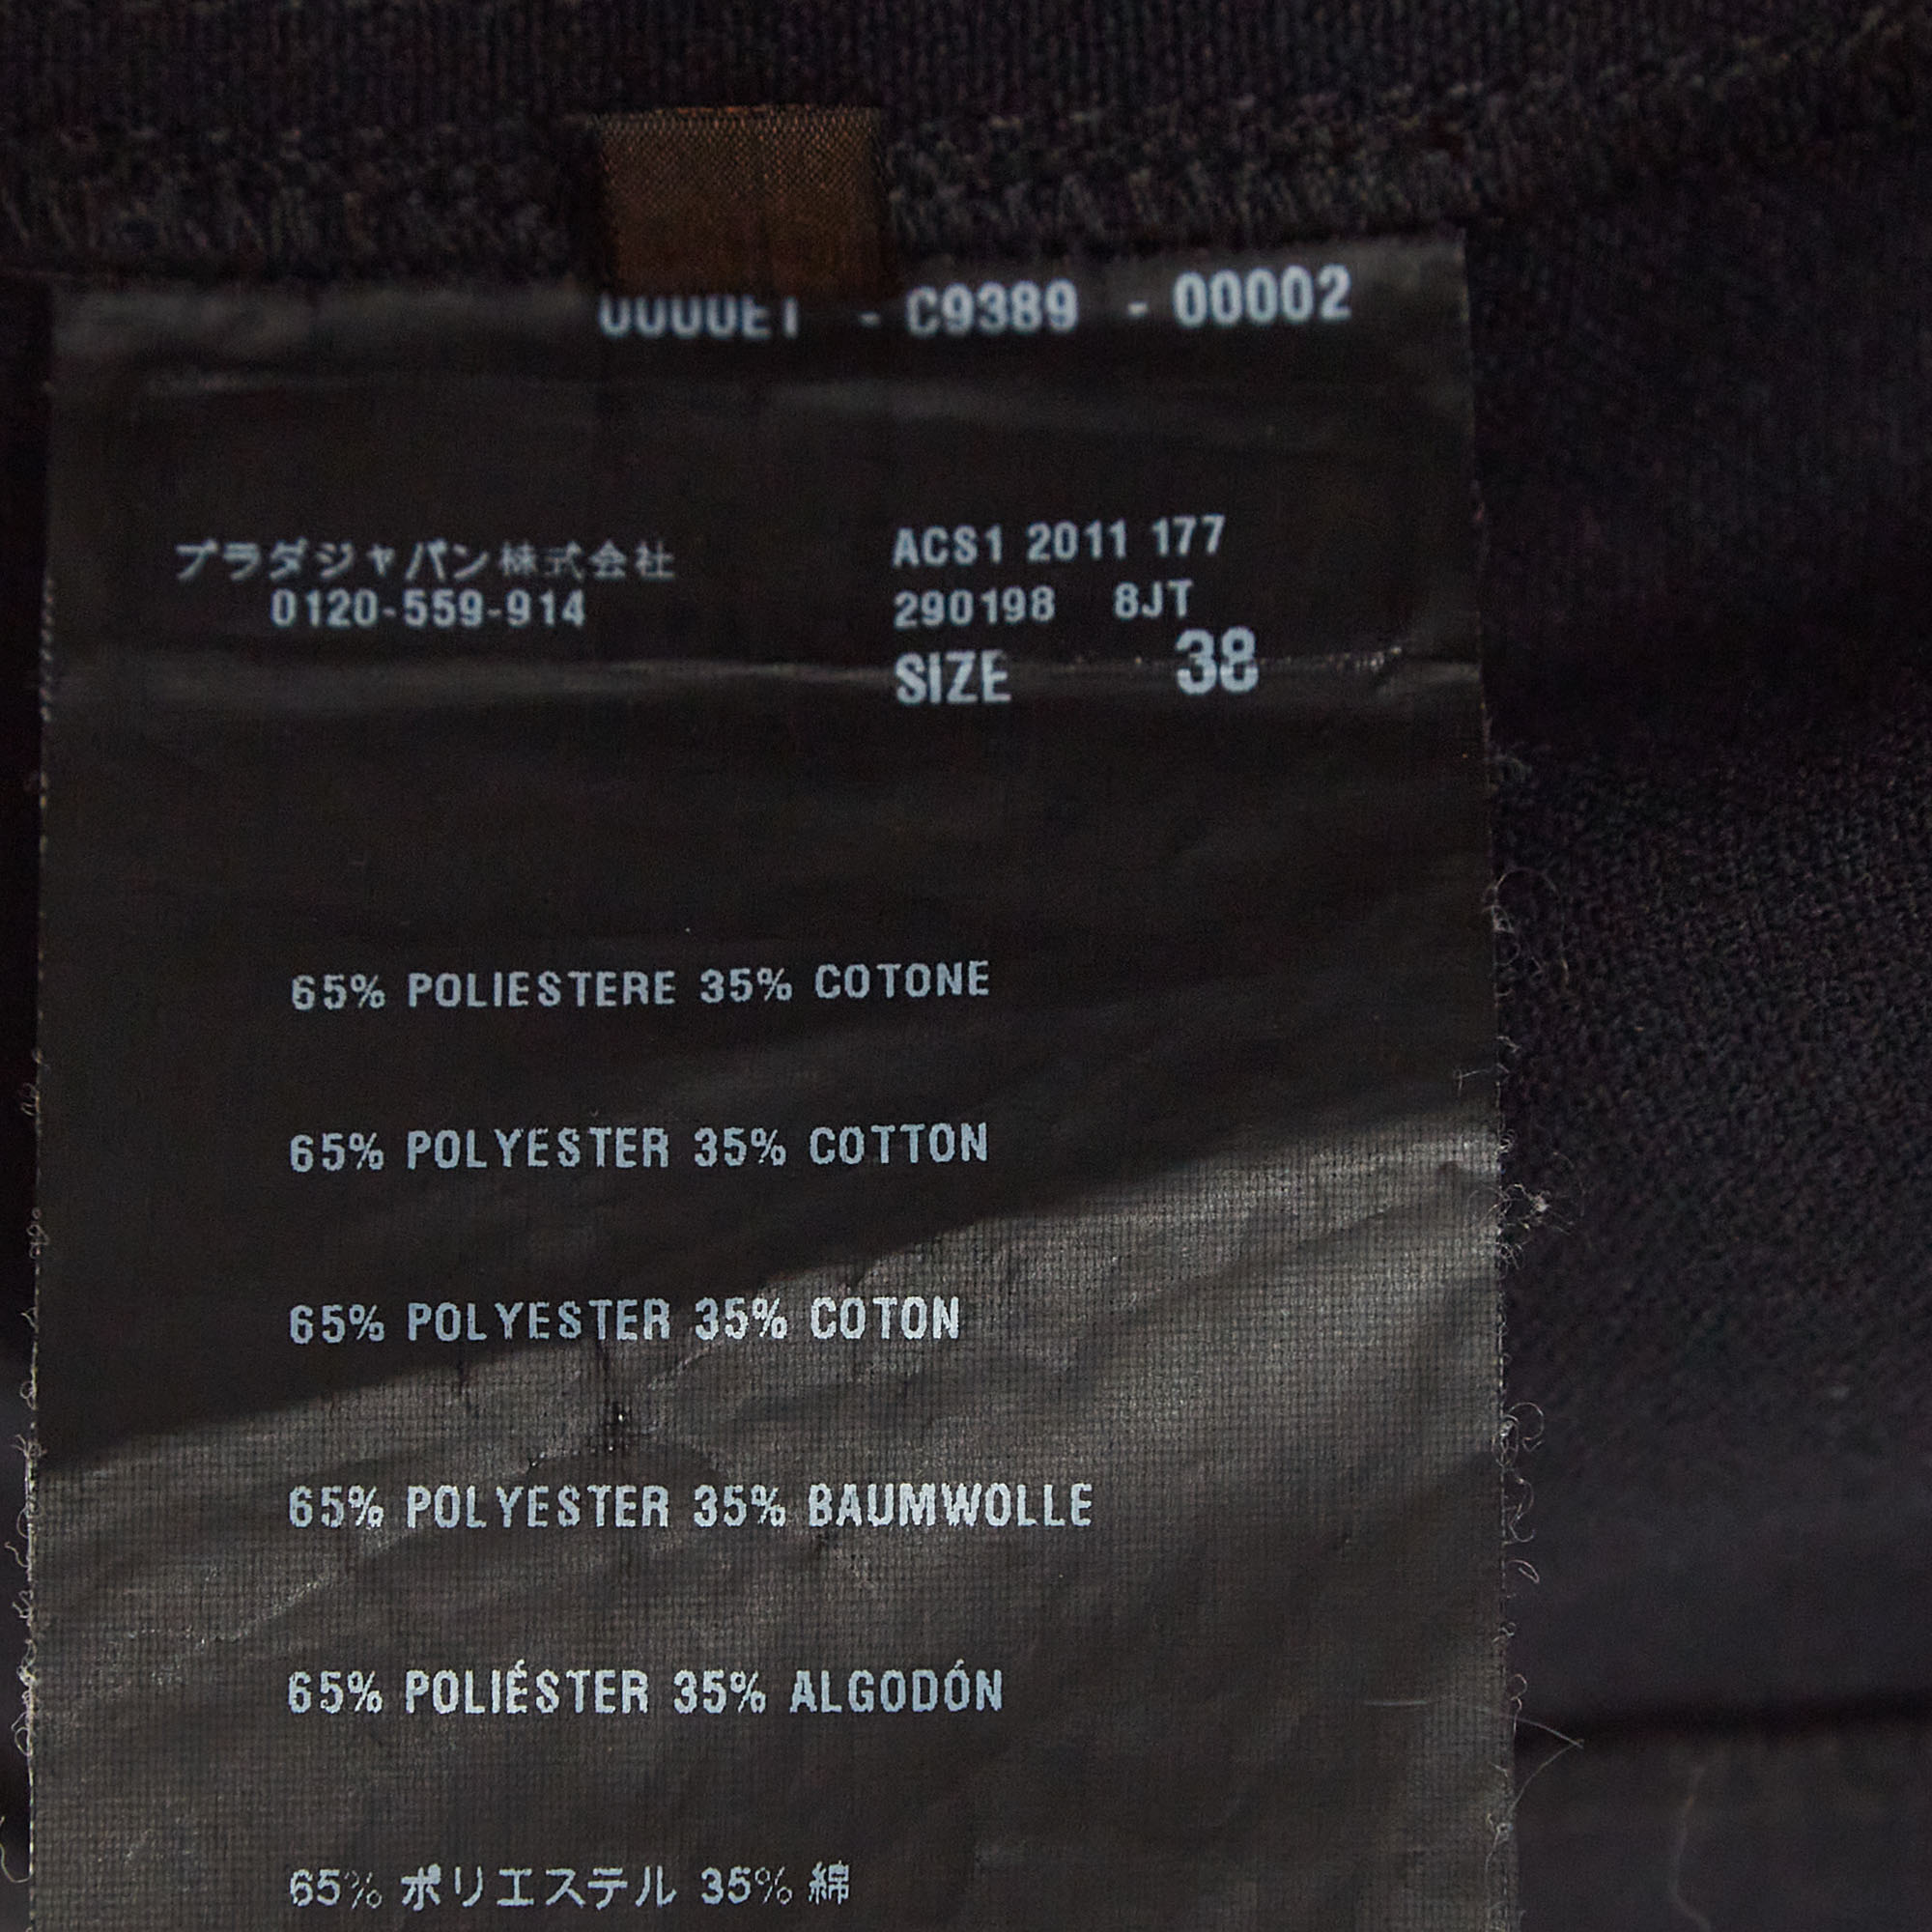 - C9389 - 00002
プラダジャパン株式会社
0120-559-914
ACS1 2011 177
290198 8JT
SIZE 38
65% POLIESTERE 35% COTONE
65% POLYESTER 35% COTTON
65% POLYESTER 35% COTON
65% POLYESTER 35% BAUMWOLLE
65% POLIÉSTER 35% ALGODÓN
65% ポリエステル 35% 綿